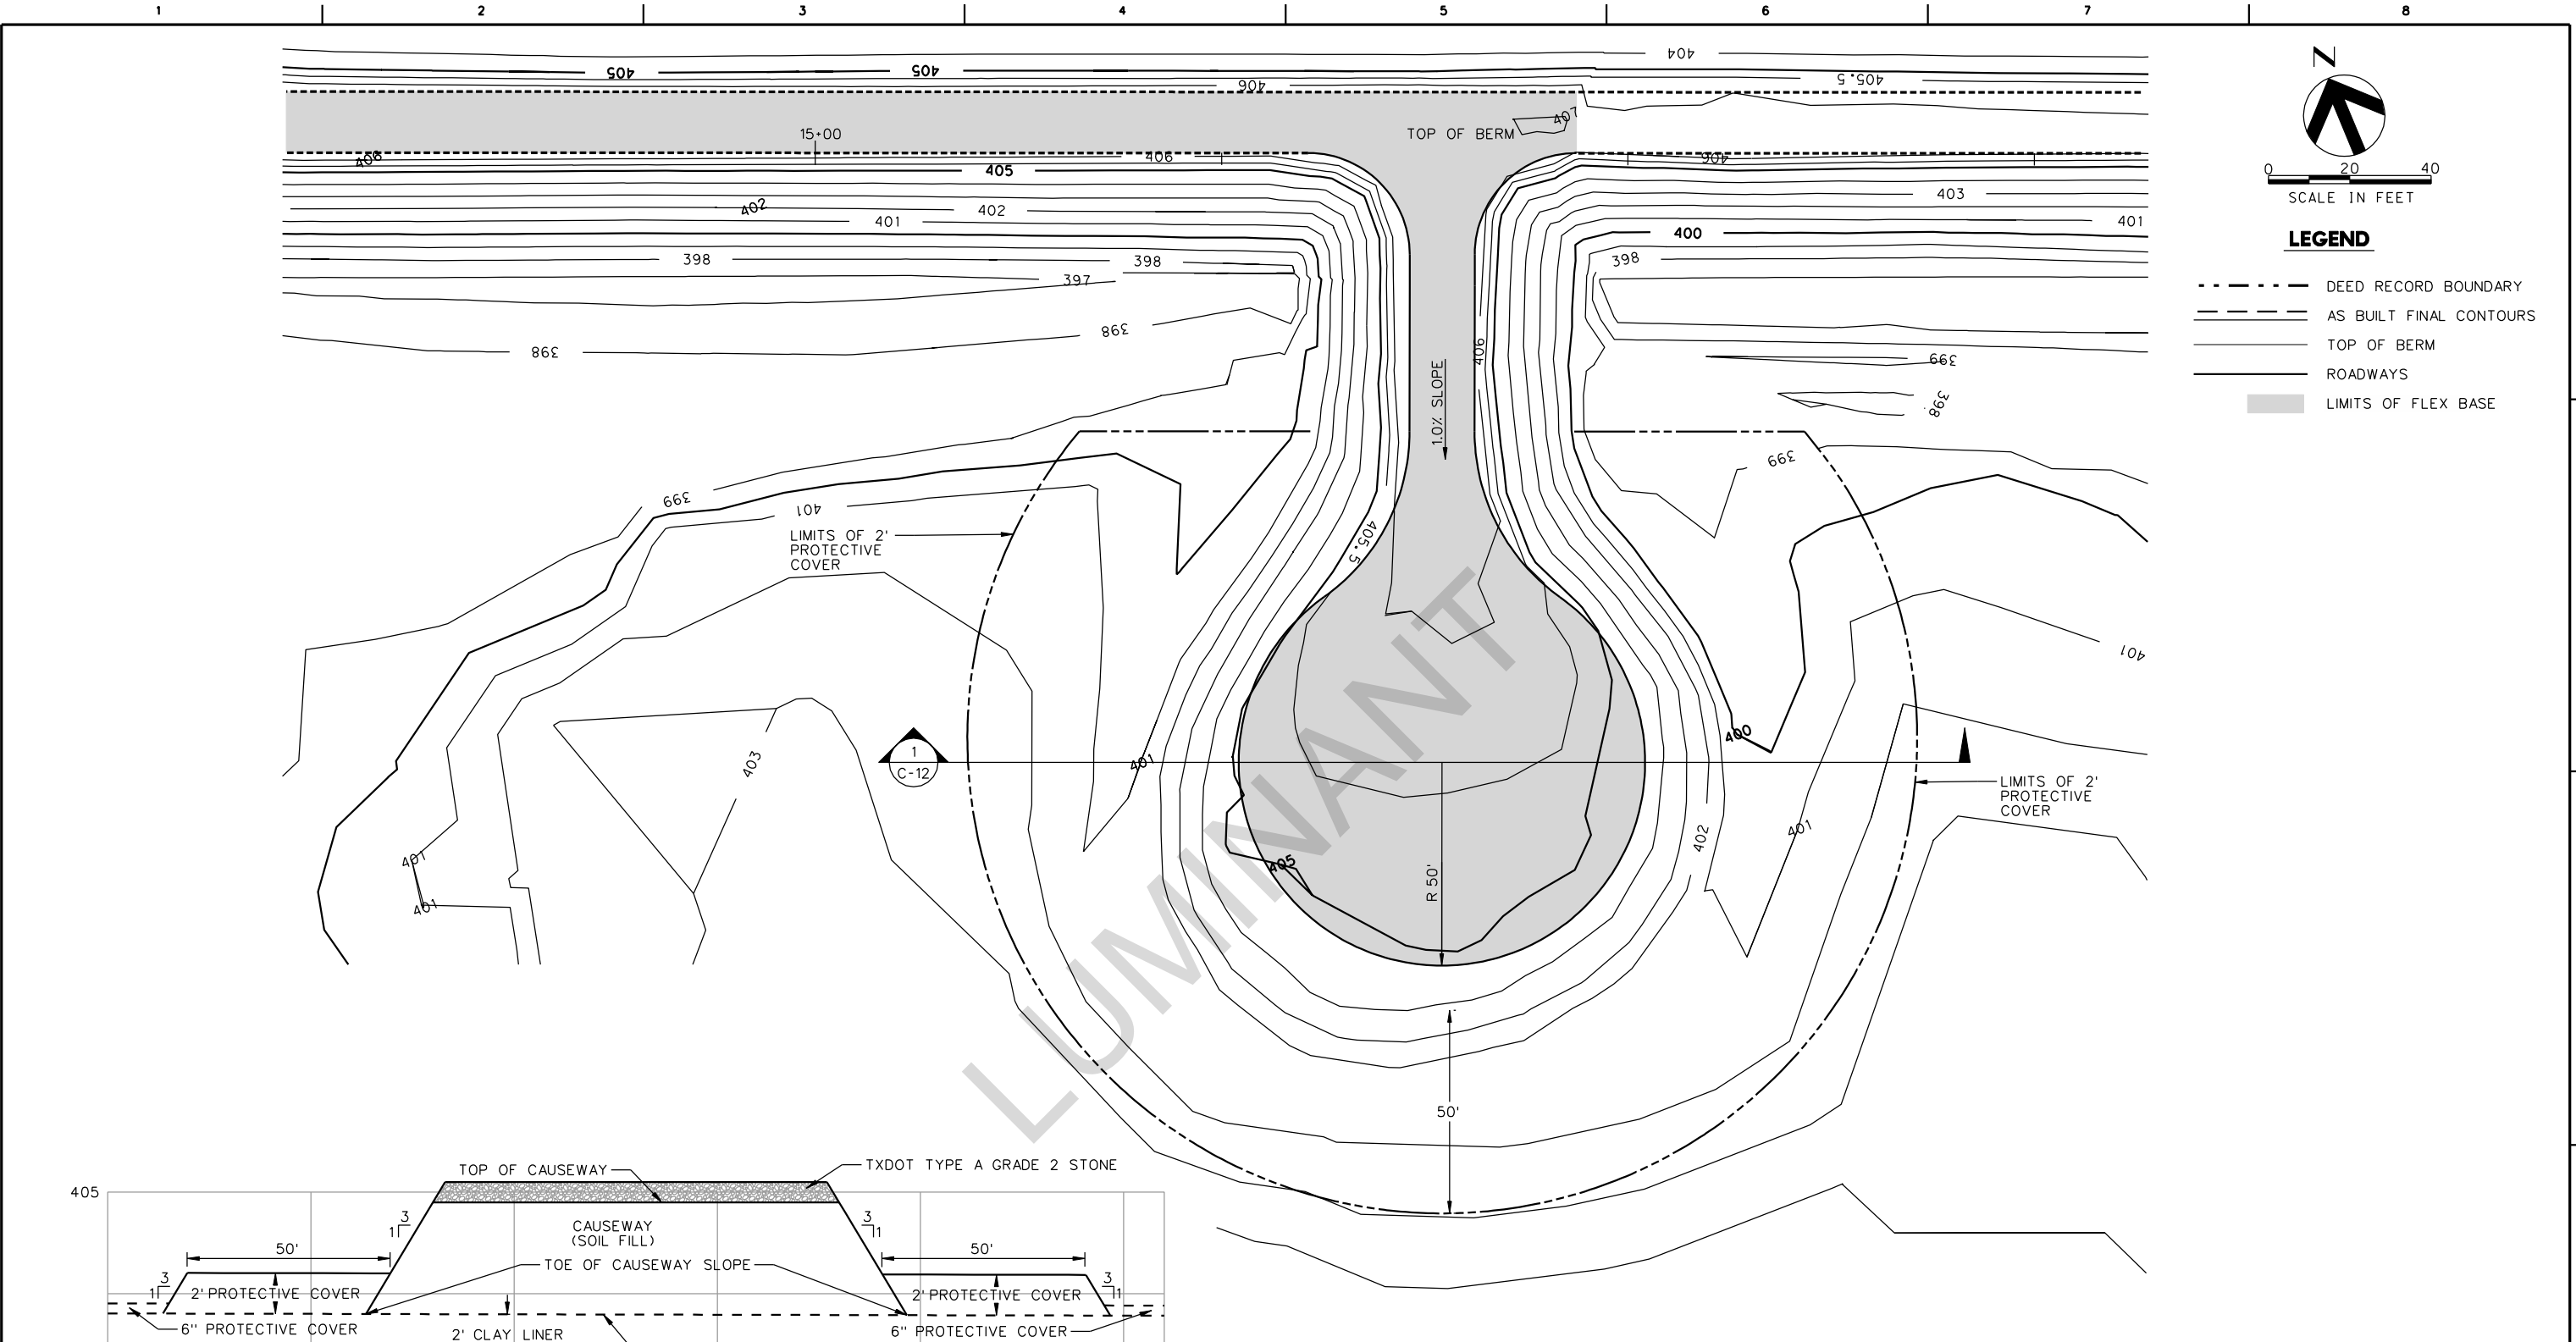 1 2 3 4 5 6 7 8
404
405 405 405.5
406
407
15+00 TOP OF BERM
406 406 406
405
403
402 402
401 401
400
398 398 398
397
398
398
399
398
406
1.0% SLOPE
399
399
401
405.5
LIMITS OF 2'
PROTECTIVE
COVER
401
403
1
C-12
401
400
401
402
401
401
405
R 50'
LIMITS OF 2'
PROTECTIVE
COVER
50'
LUMINANT
N
0 20 40
SCALE IN FEET
LEGEND
DEED RECORD BOUNDARY
AS BUILT FINAL CONTOURS
TOP OF BERM
ROADWAYS
LIMITS OF FLEX BASE
TOP OF CAUSEWAY
TXDOT TYPE A GRADE 2 STONE
405
3
1
CAUSEWAY
(SOIL FILL)
3
1
50'
50'
TOE OF CAUSEWAY SLOPE
3
1
2' PROTECTIVE COVER
2' PROTECTIVE COVER
3
1
6" PROTECTIVE COVER
2' CLAY LINER
6" PROTECTIVE COVER